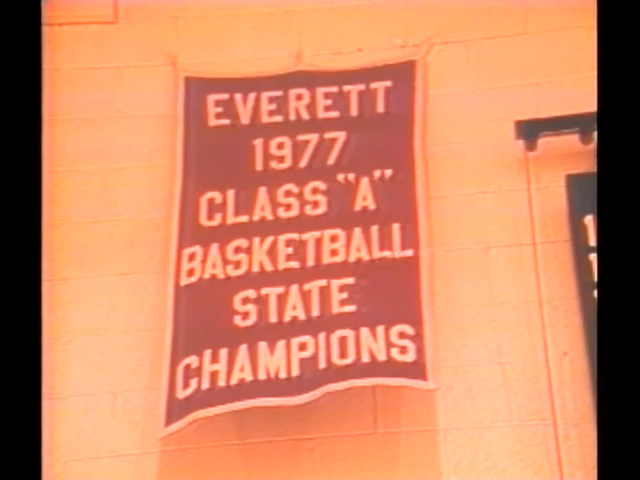 EVERETT
1977
CLASS "A"
BASKETBALL
STATE
CHAMPIONS